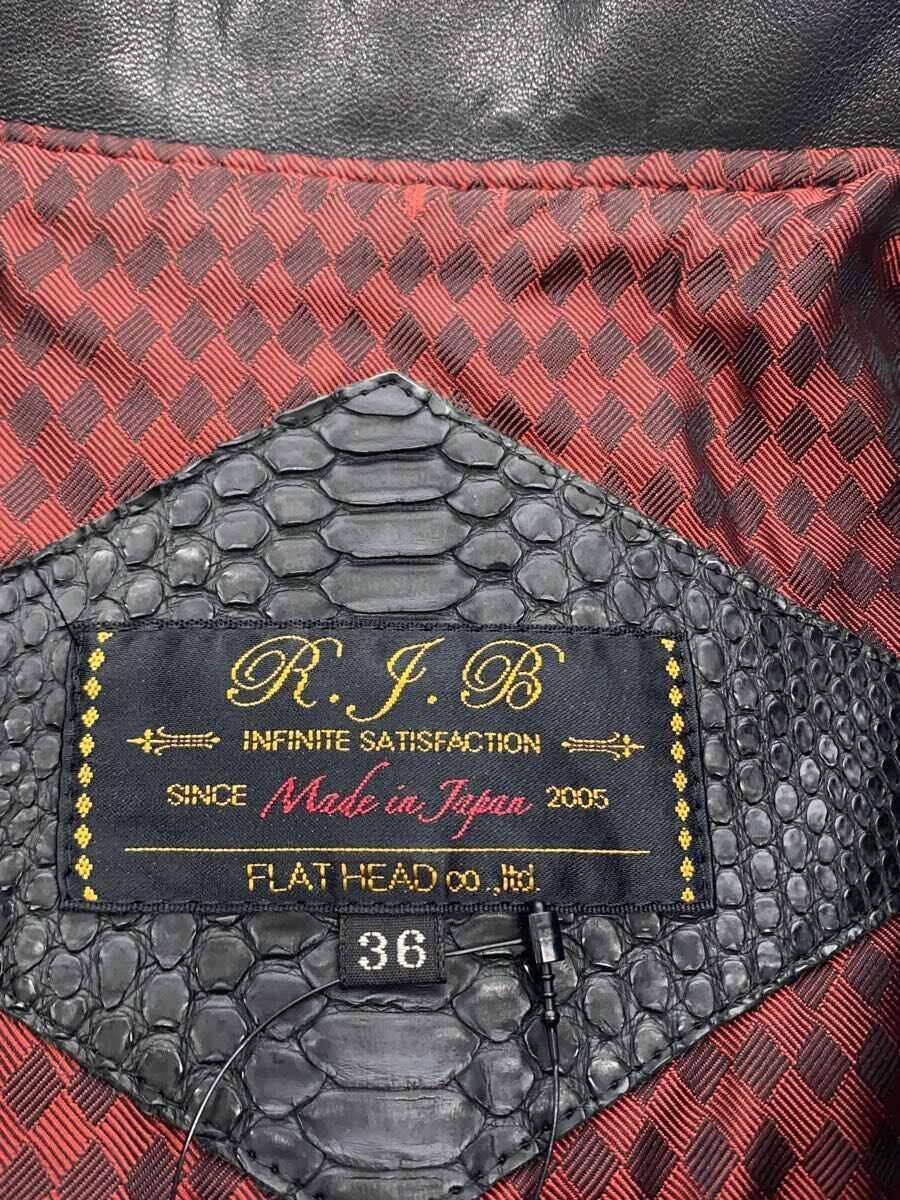 R.J.B
INFINITE SATISFACTION
SINCE Made in Japan 2005
FLAT HEAD co.,ltd.
36